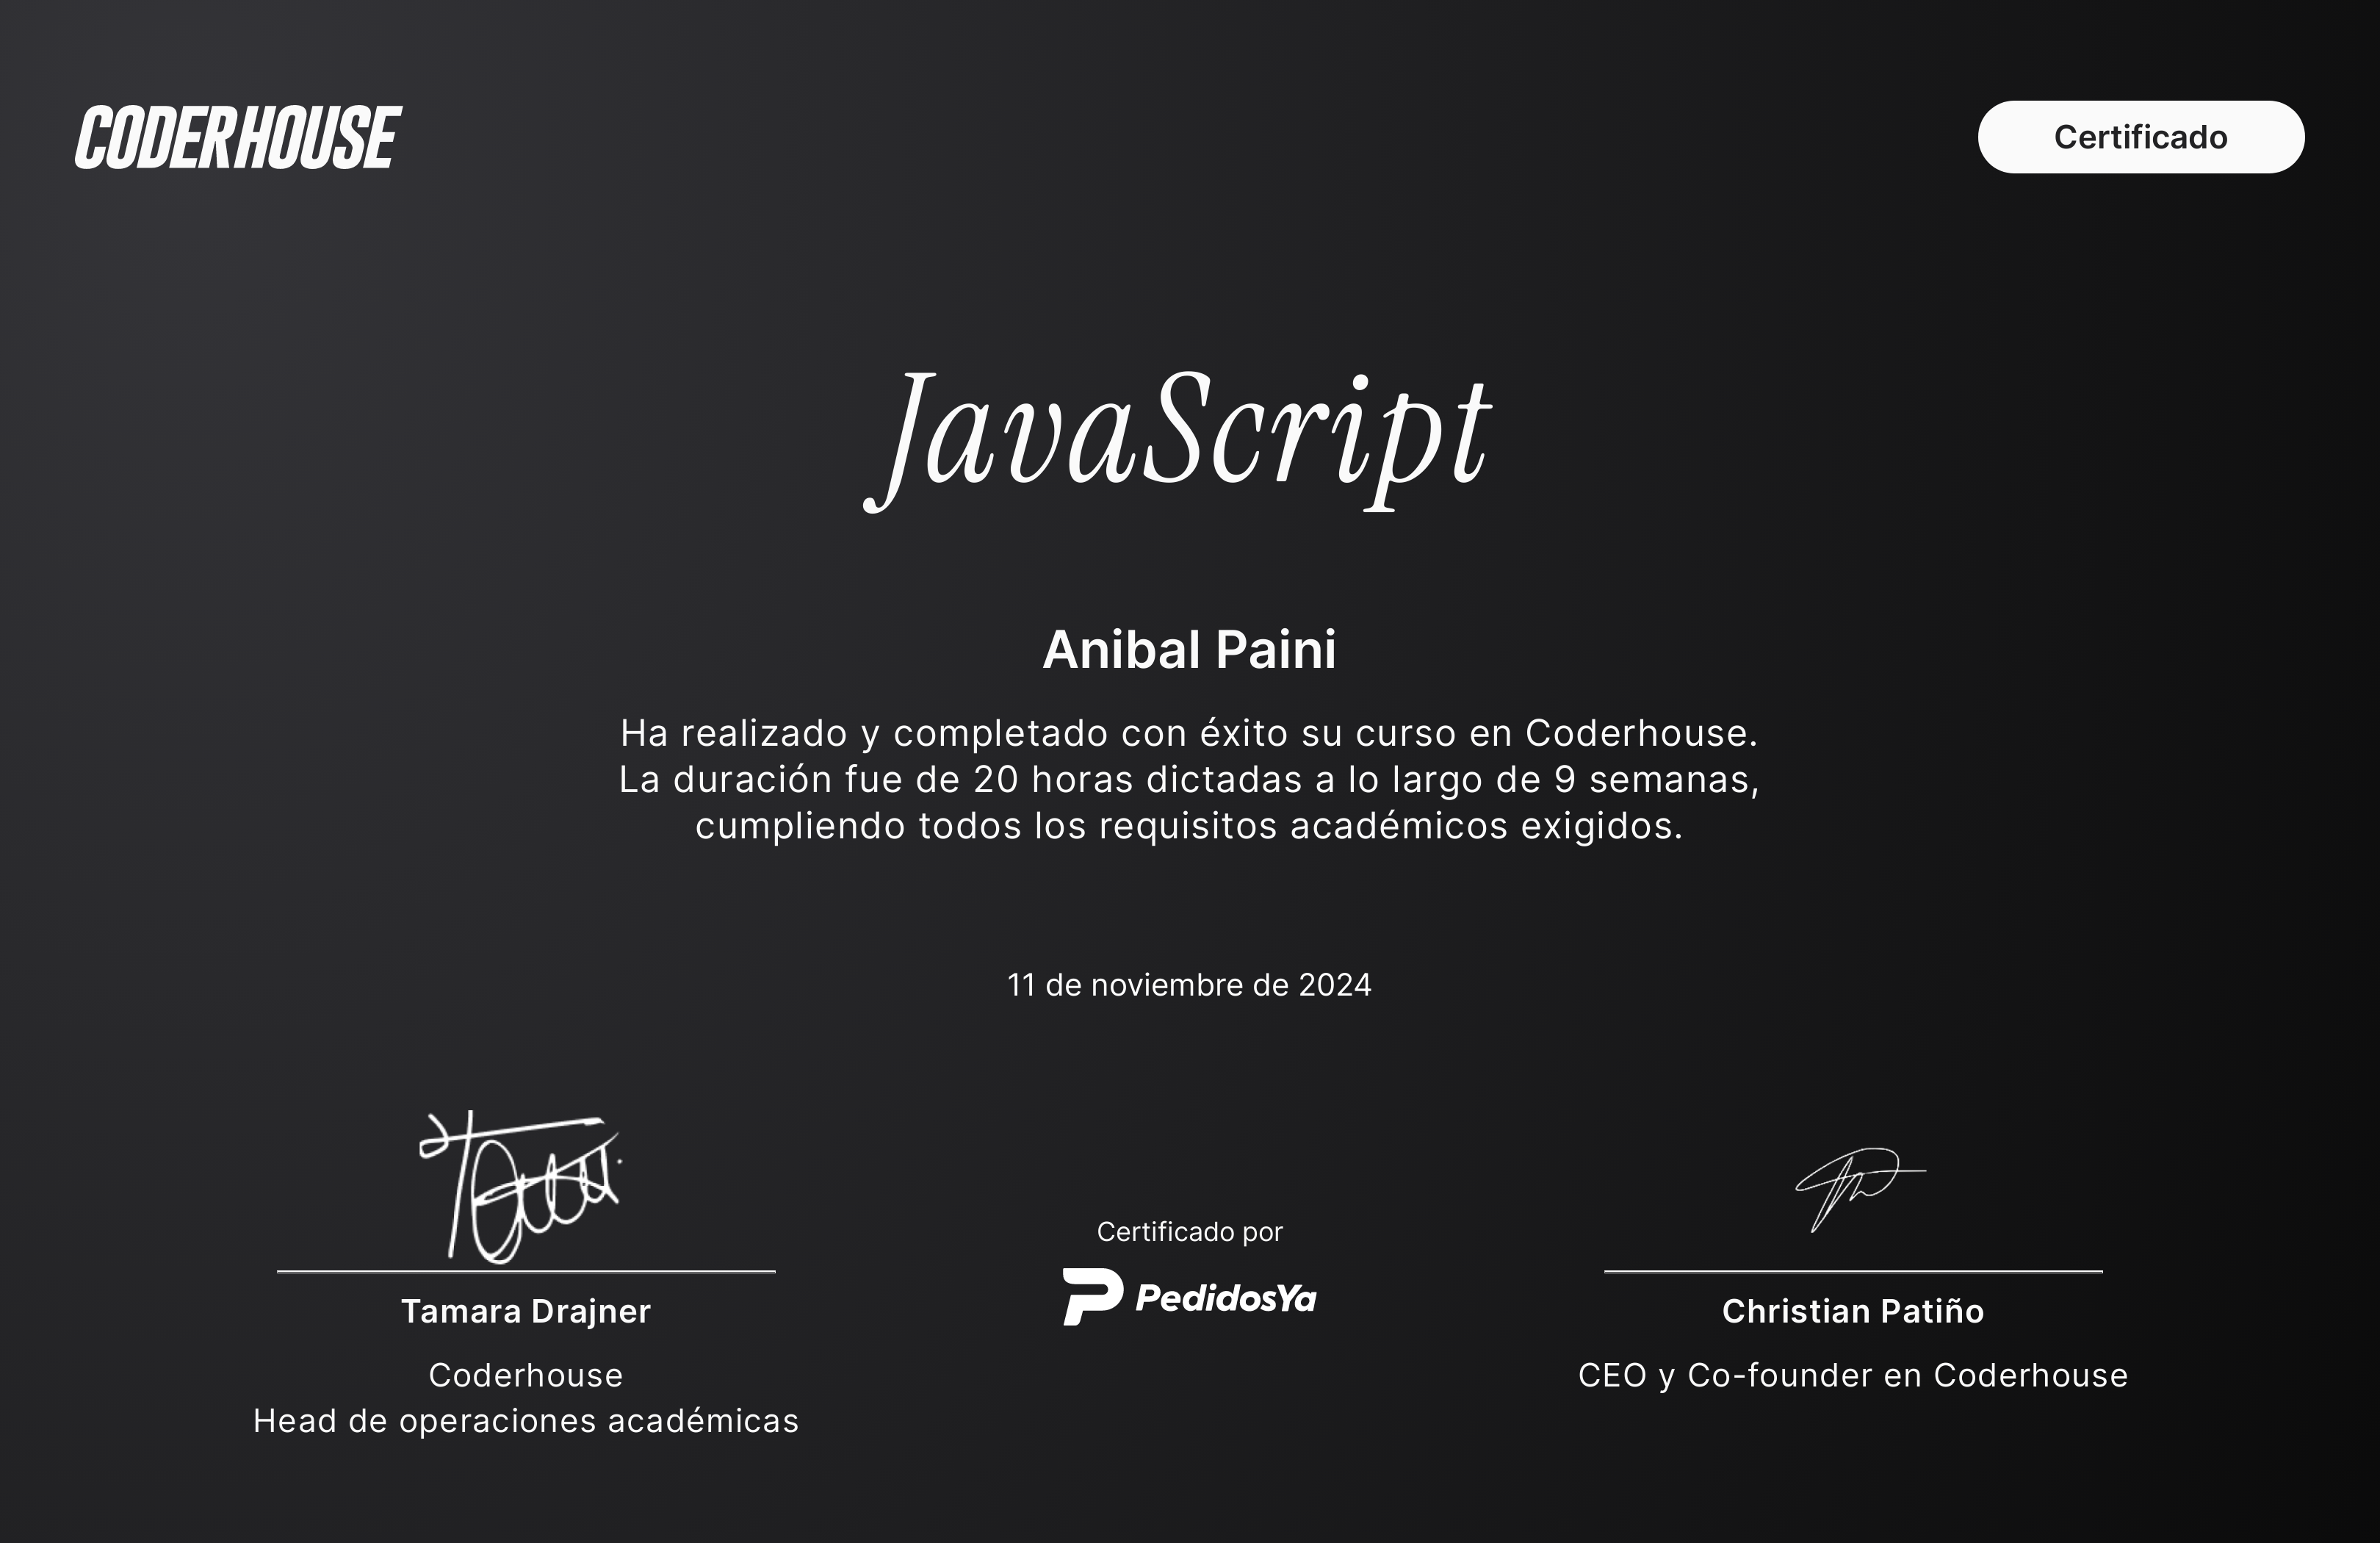 CODERHOUSE
Certificado
JavaScript
Anibal Paini
Ha realizado y completado con éxito su curso en Coderhouse.
La duración fue de 20 horas dictadas a lo largo de 9 semanas,
cumpliendo todos los requisitos académicos exigidos.
11 de noviembre de 2024
Tamara Drajner
Coderhouse
Head de operaciones académicas
Certificado por
PedidosYa
Christian Patiño
CEO y Co-founder en Coderhouse